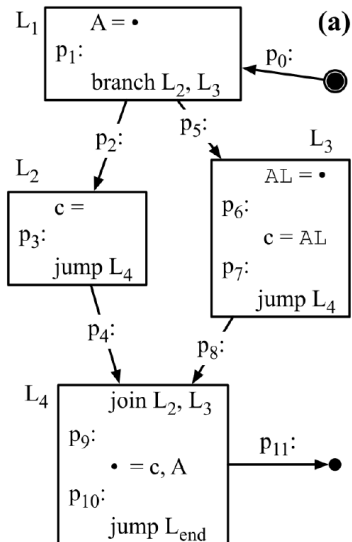 L₁
A = •
(a)
p₁:
p₀:
branch L₂, L₃
p₂:
p₅:
L₂
L₃
c =
AL = •
p₃:
p₆:
c = AL
jump L₄
p₇:
jump L₄
p₄:
p₈:
L₄
join L₂, L₃
p₉:
p₁₁:
• = c, A
p₁₀:
jump Lₑₙd